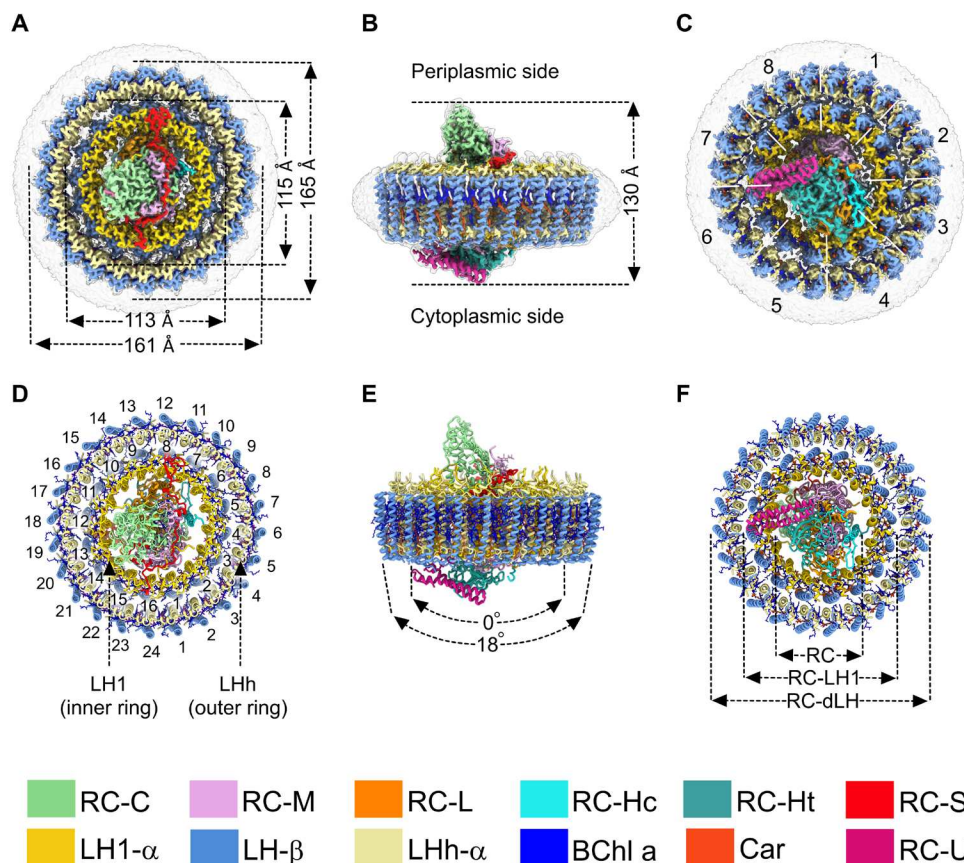 A
B
C
Periplasmic side
Cytoplasmic side
115 Å
165 Å
113 Å
161 Å
130 Å
1
2
3
4
5
6
7
8
D
E
F
1
2
3
4
5
6
7
8
9
10
11
12
13
14
15
16
17
18
19
20
21
22
23
24
1
2
3
4
5
6
7
8
9
10
11
12
13
14
15
16
LH1
(inner ring)
LHh
(outer ring)
0°
18°
RC
RC-LH1
RC-dLH
RC-C RC-M RC-L RC-Hc RC-Ht RC-S
LH1-α LH-β LHh-α BChl a Car RC-U